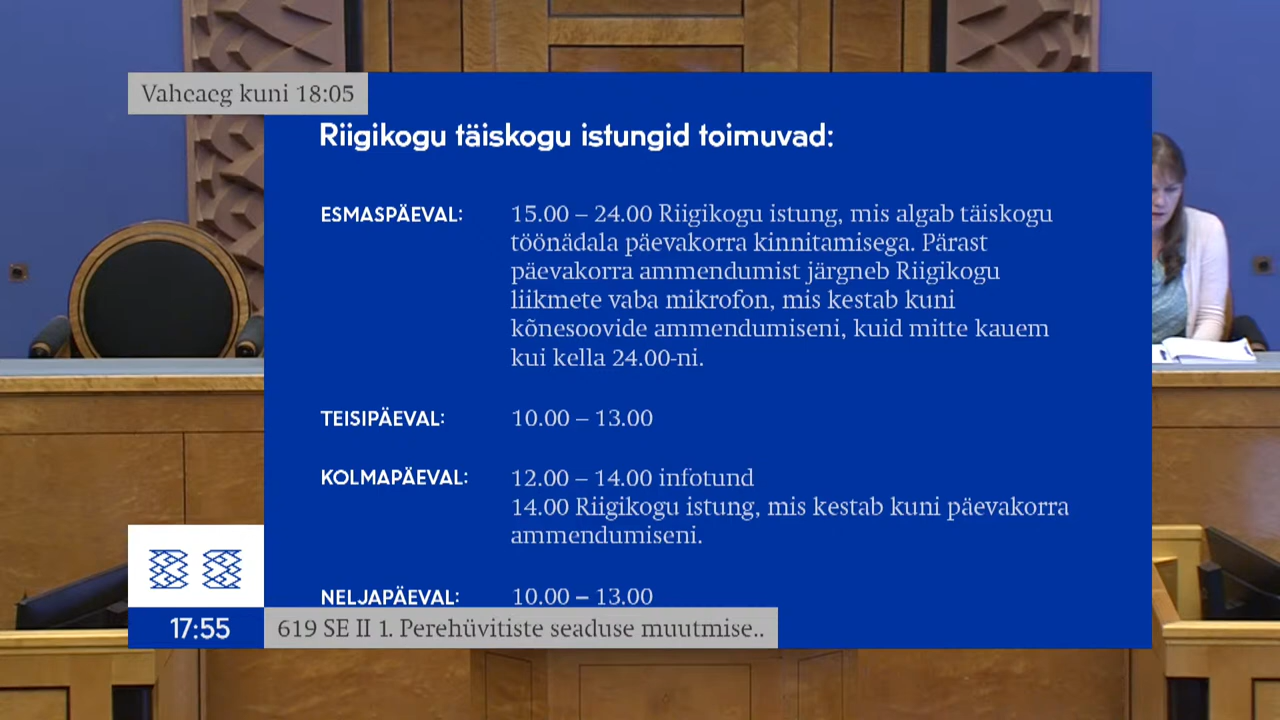 Vaheaeg kuni 18:05
Riigikogu täiskogu istungid toimuvad:
ESMASPÄEVAL: 15.00 – 24.00 Riigikogu istung, mis algab täiskogu
töönädala päevakorra kinnitamisega. Pärast
päevakorra ammendumist järgneb Riigikogu
liikmete vaba mikrofon, mis kestab kuni
kõnesoovide ammendumiseni, kuid mitte kauem
kui kella 24.00-ni.
TEISIPÄEVAL: 10.00 – 13.00
KOLMAPÄEVAL: 12.00 – 14.00 infotund
14.00 Riigikogu istung, mis kestab kuni päevakorra
ammendumiseni.
NELJAPÄEVAL: 10.00 – 13.00
17:55 619 SE II 1. Perehüvitiste seaduse muutmise..